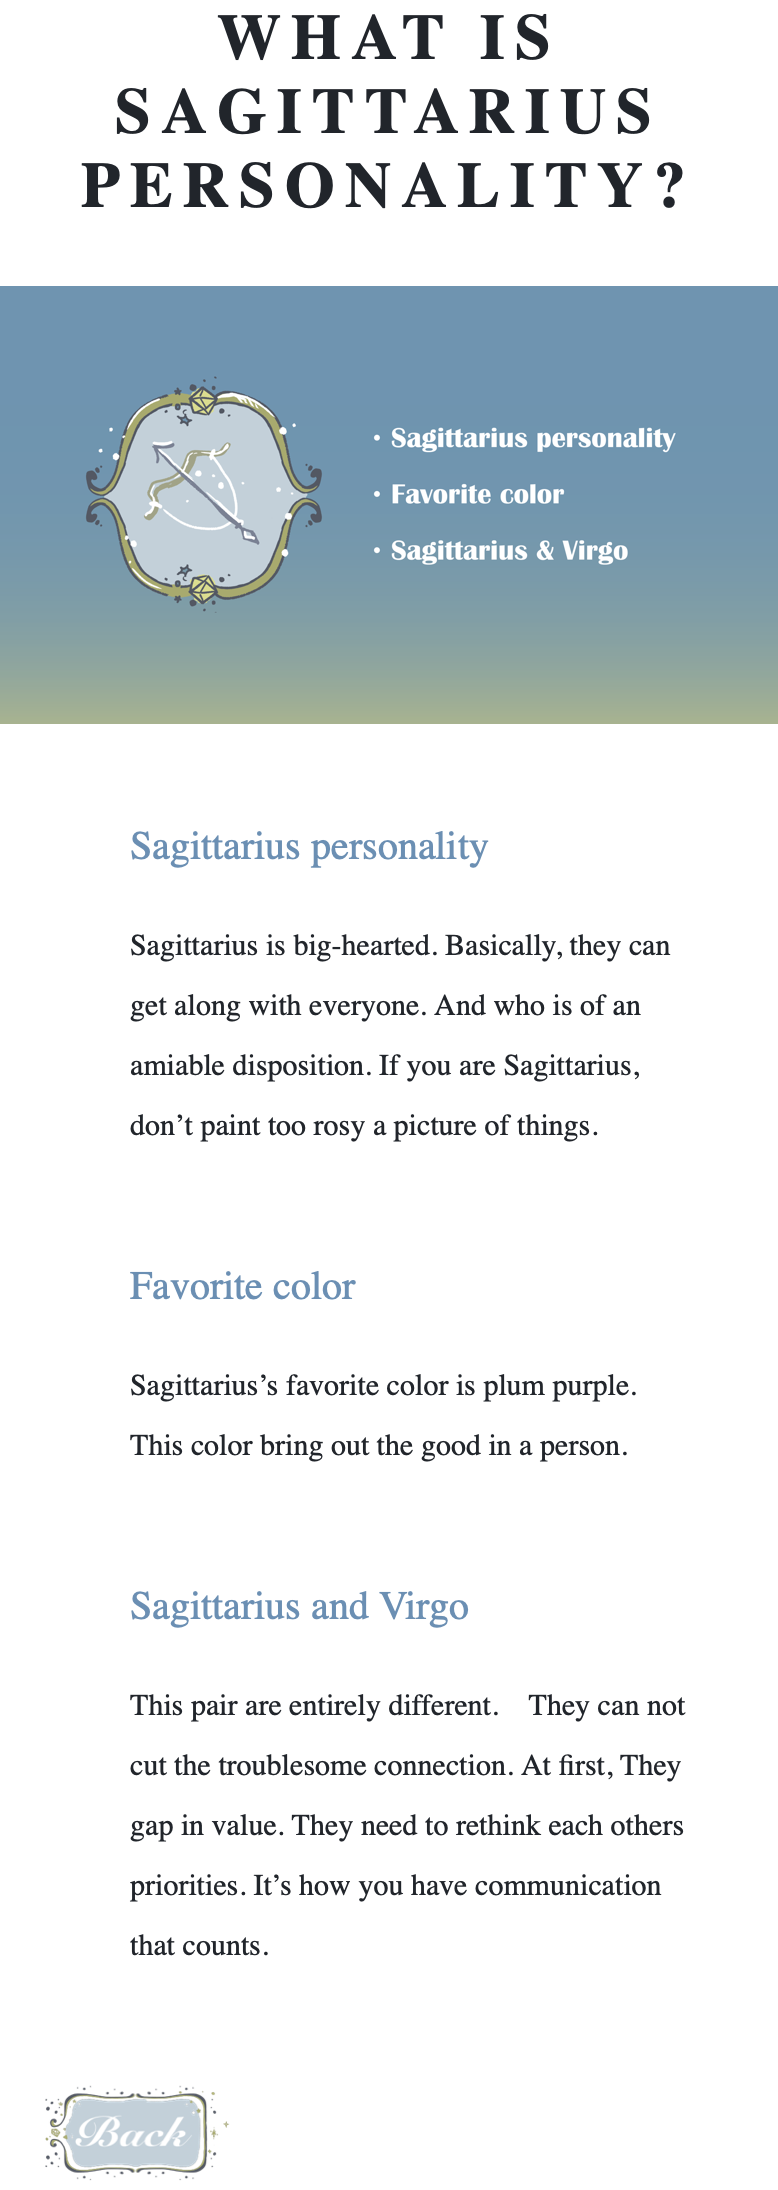 WHAT IS
SAGITTARIUS
PERSONALITY?
・Sagittarius personality
・Favorite color
・Sagittarius & Virgo
Sagittarius personality
Sagittarius is big-hearted. Basically, they can
get along with everyone. And who is of an
amiable disposition. If you are Sagittarius,
don’t paint too rosy a picture of things.
Favorite color
Sagittarius’s favorite color is plum purple.
This color bring out the good in a person.
Sagittarius and Virgo
This pair are entirely different.　They can not
cut the troublesome connection. At first, They
gap in value. They need to rethink each others
priorities. It’s how you have communication
that counts.
Back